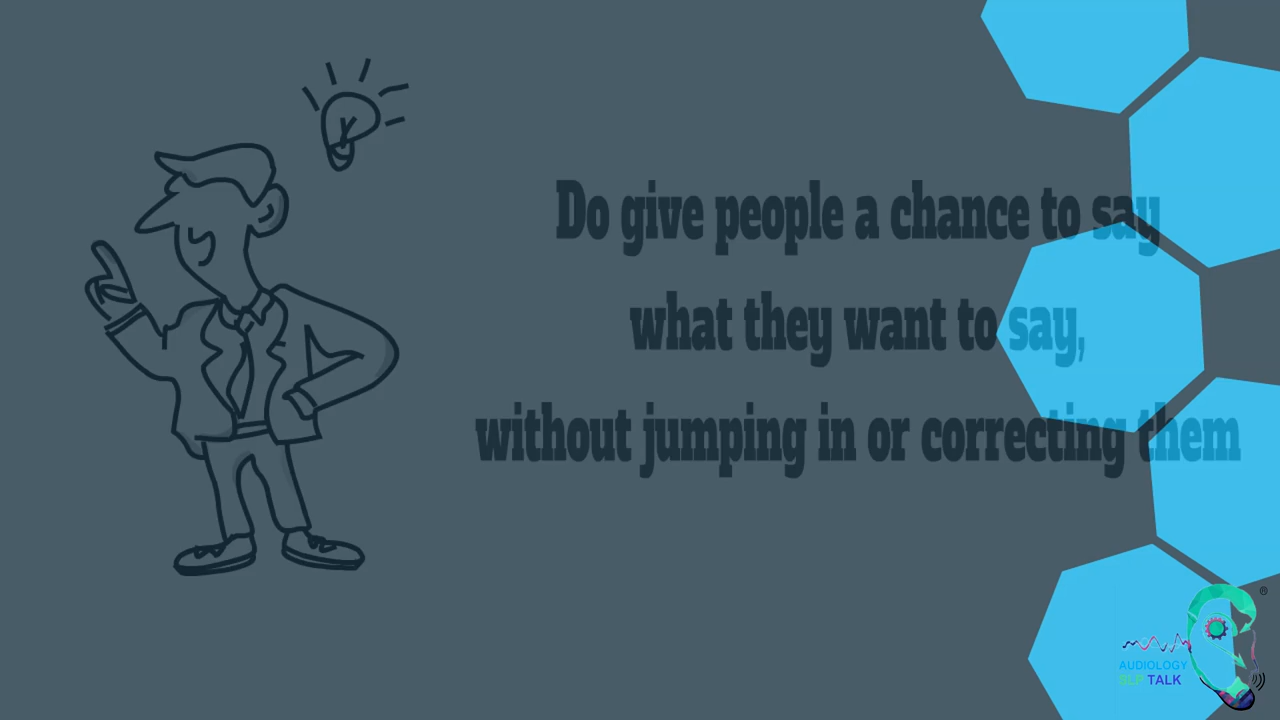 Do give people a chance to say
what they want to say,
without jumping in or correcting them
®
AUDIOLOGY
SLP TALK